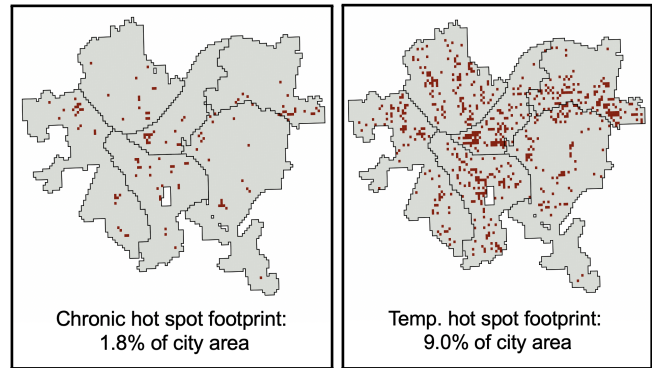 Chronic hot spot footprint:
1.8% of city area
Temp. hot spot footprint:
9.0% of city area